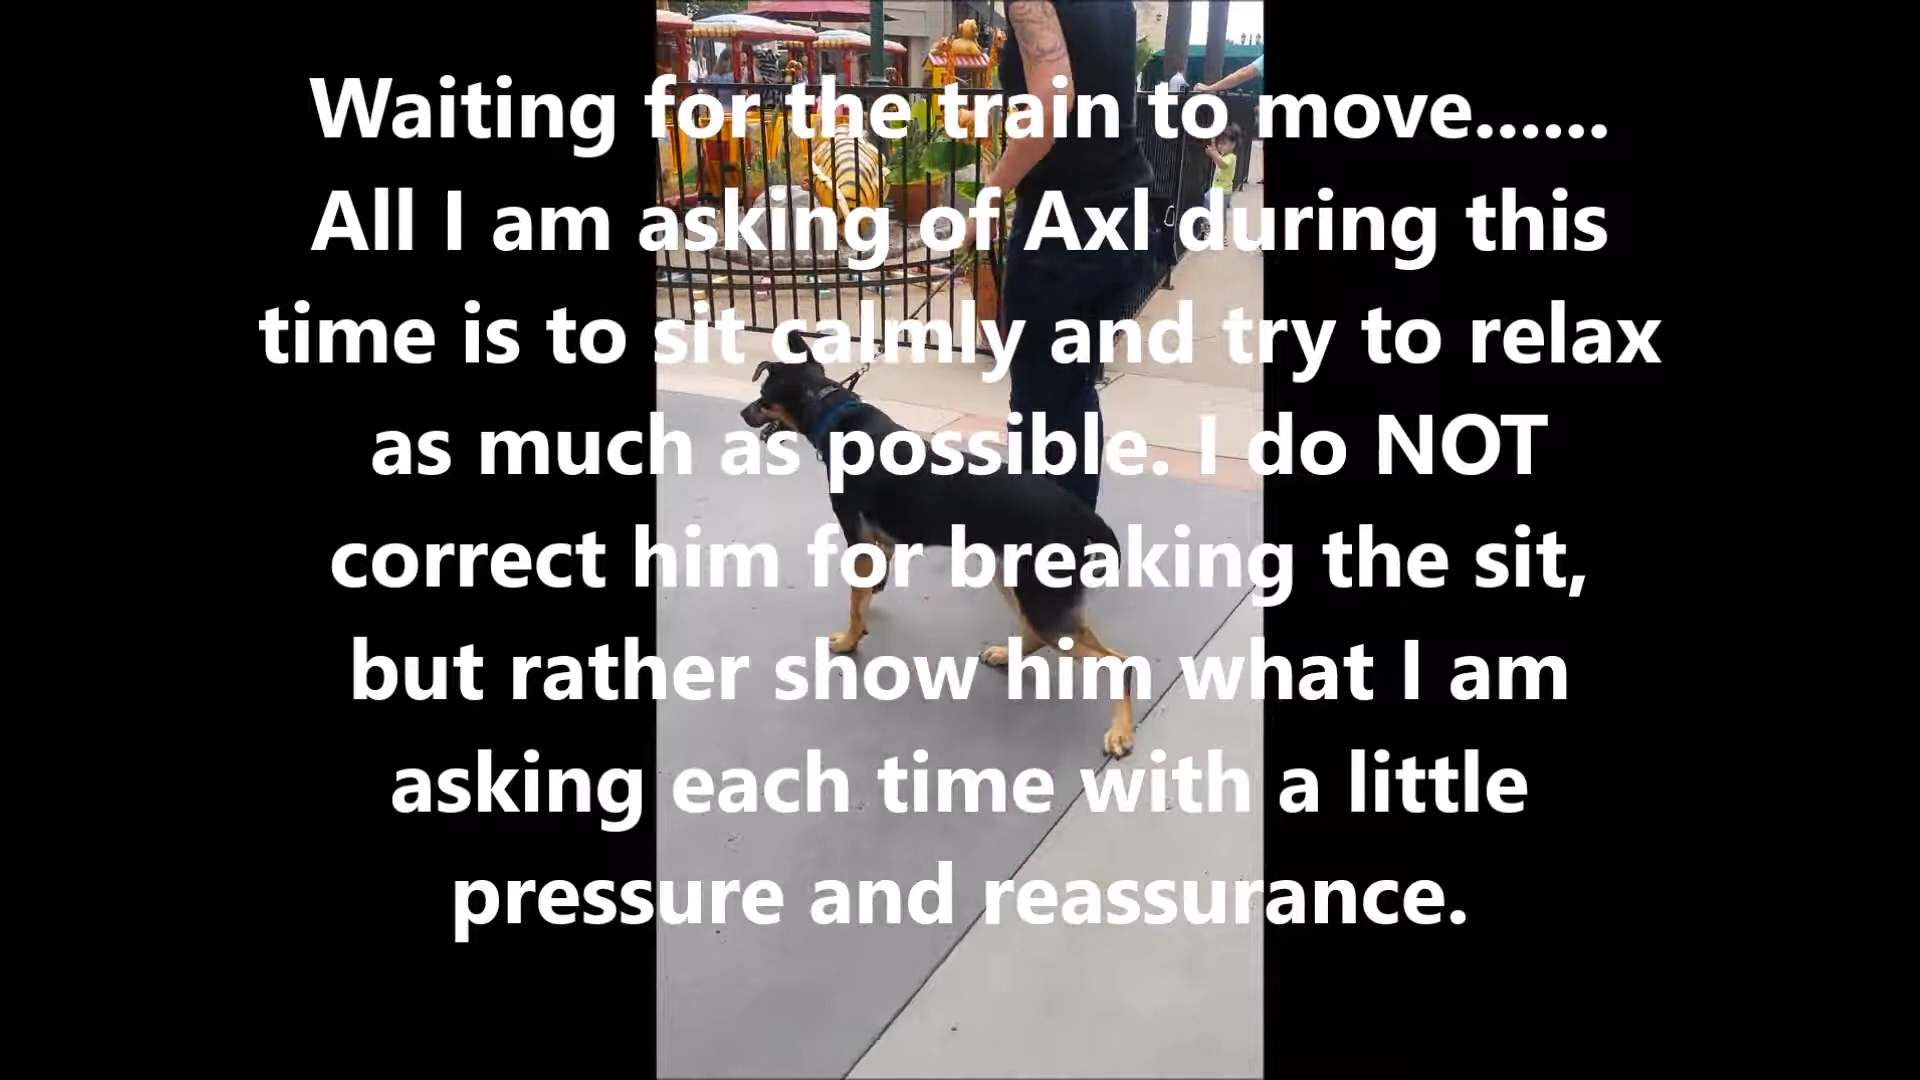 Waiting for the train to move......
All I am asking of Axl during this
time is to sit calmly and try to relax
as much as possible. I do NOT
correct him for breaking the sit,
but rather show him what I am
asking each time with a little
pressure and reassurance.